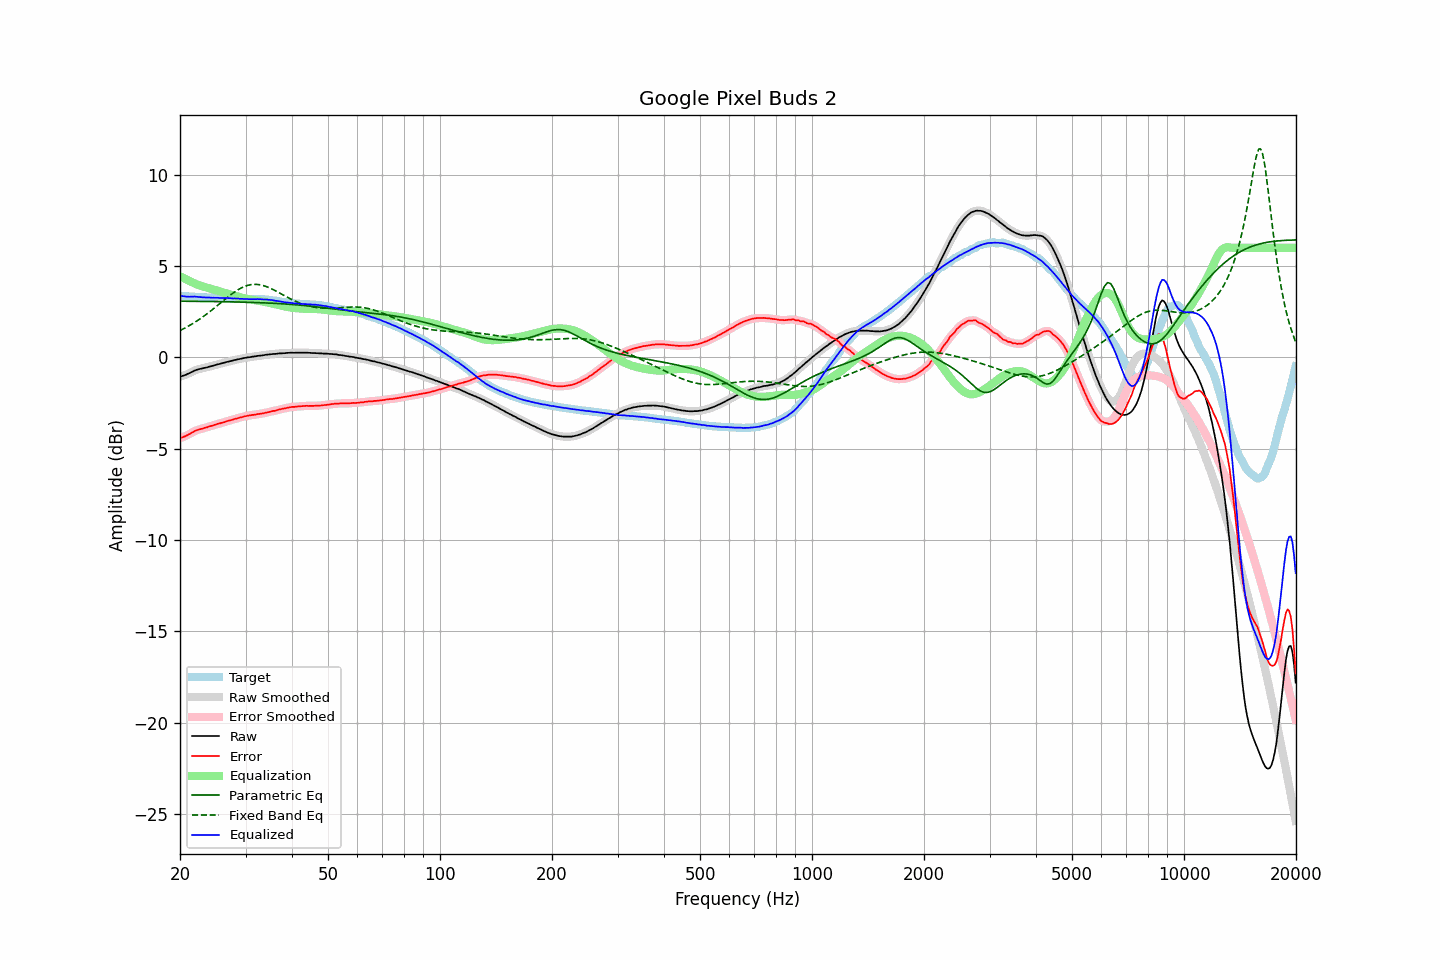 Google Pixel Buds 2
Amplitude (dBr)
10
5
0
−5
−10
−15
−20
−25
Target
Raw Smoothed
Error Smoothed
Raw
Error
Equalization
Parametric Eq
Fixed Band Eq
Equalized
20 50 100 200 500 1000 2000 5000 10000 20000
Frequency (Hz)